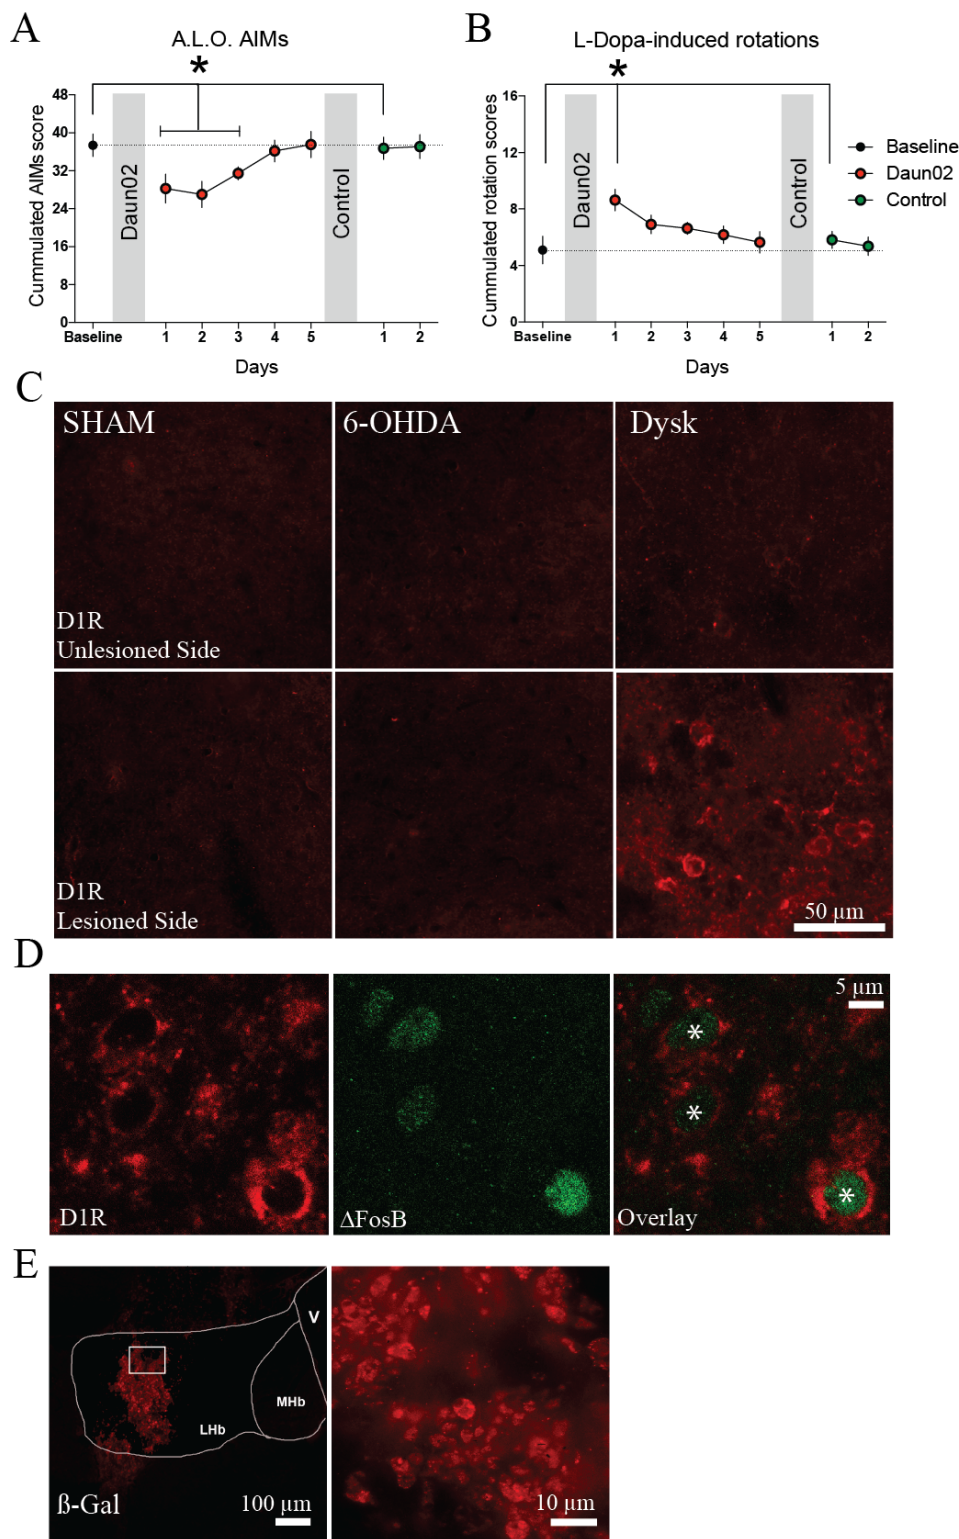 A
A.L.O. AIMs
*
Cummulated AIMs score
48
40
32
24
16
8
0
Daun02
Control
Baseline
1
2
3
4
5
1
2
Days
B
L-Dopa-induced rotations
*
Cummulated rotation scores
16
12
8
4
0
Daun02
Control
Baseline
1
2
3
4
5
1
2
Days
Baseline
Daun02
Control
C
SHAM
6-OHDA
Dysk
D1R
Unlesioned Side
D1R
Lesioned Side
50 µm
D
D1R
ΔFosB
Overlay
5 µm
*
*
*
E
V
MHb
LHb
ß-Gal
100 µm
10 µm